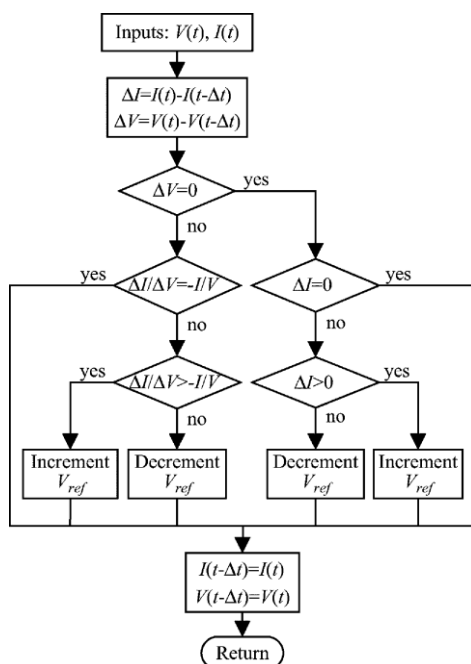 Inputs: V(t), I(t)
ΔI=I(t)-I(t-Δt)
ΔV=V(t)-V(t-Δt)
ΔV=0
yes
no
yes
ΔI/ΔV=-I/V
ΔI=0
yes
no
no
yes
ΔI/ΔV>-I/V
ΔI>0
yes
no
no
Increment
Vref
Decrement
Vref
Decrement
Vref
Increment
Vref
I(t-Δt)=I(t)
V(t-Δt)=V(t)
Return